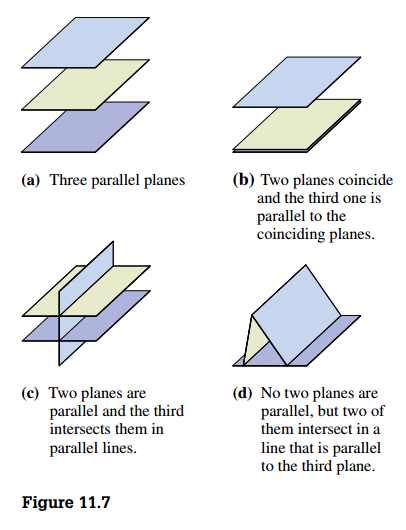 (a) Three parallel planes
(b) Two planes coincide
and the third one is
parallel to the
coinciding planes.
(c) Two planes are
parallel and the third
intersects them in
parallel lines.
(d) No two planes are
parallel, but two of
them intersect in a
line that is parallel
to the third plane.
Figure 11.7